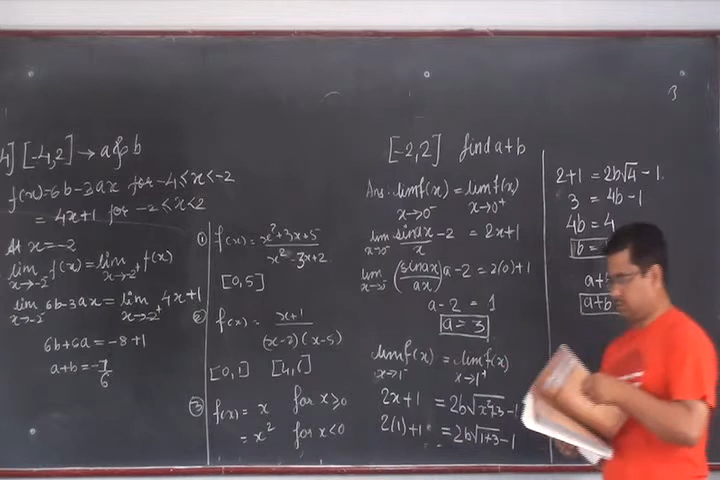 4] [-4,2] → a & b
f(x)=6b-3ax for -4<x<-2
= 4x+1 for -2<x<2
At x=-2
lim x→-2⁻ f(x)=lim x→-2⁺ f(x)
lim x→-2⁻ 6b-3ax = lim x→-2⁺ 4x+1
6b+6a = -8+1
a+b = -7/6
① f(x)= x²+3x+5 / x²-3x+2
[0,5]
② f(x)= x+1 / (x-2)(x-5)
[0,1] [4,6]
③ f(x)= x for x≥0
= x² for x<0
[-2,2] find a+b
Ans: lim x→0⁻ f(x) = lim x→0⁺ f(x)
lim x→0⁻ sinax/x -2 = 2x+1
lim x→0⁻ (sinax/ax) a-2 = 2(0)+1
a-2 = 1
a=3
lim x→1⁻ f(x) = lim x→1⁺ f(x)
2x+1 = 2b√x²+3 -1
2(1)+1 = 2b√1+3 -1
3
2+1 = 2b√4 -1
3 = 4b-1
4b=4
b=
a+
a+b